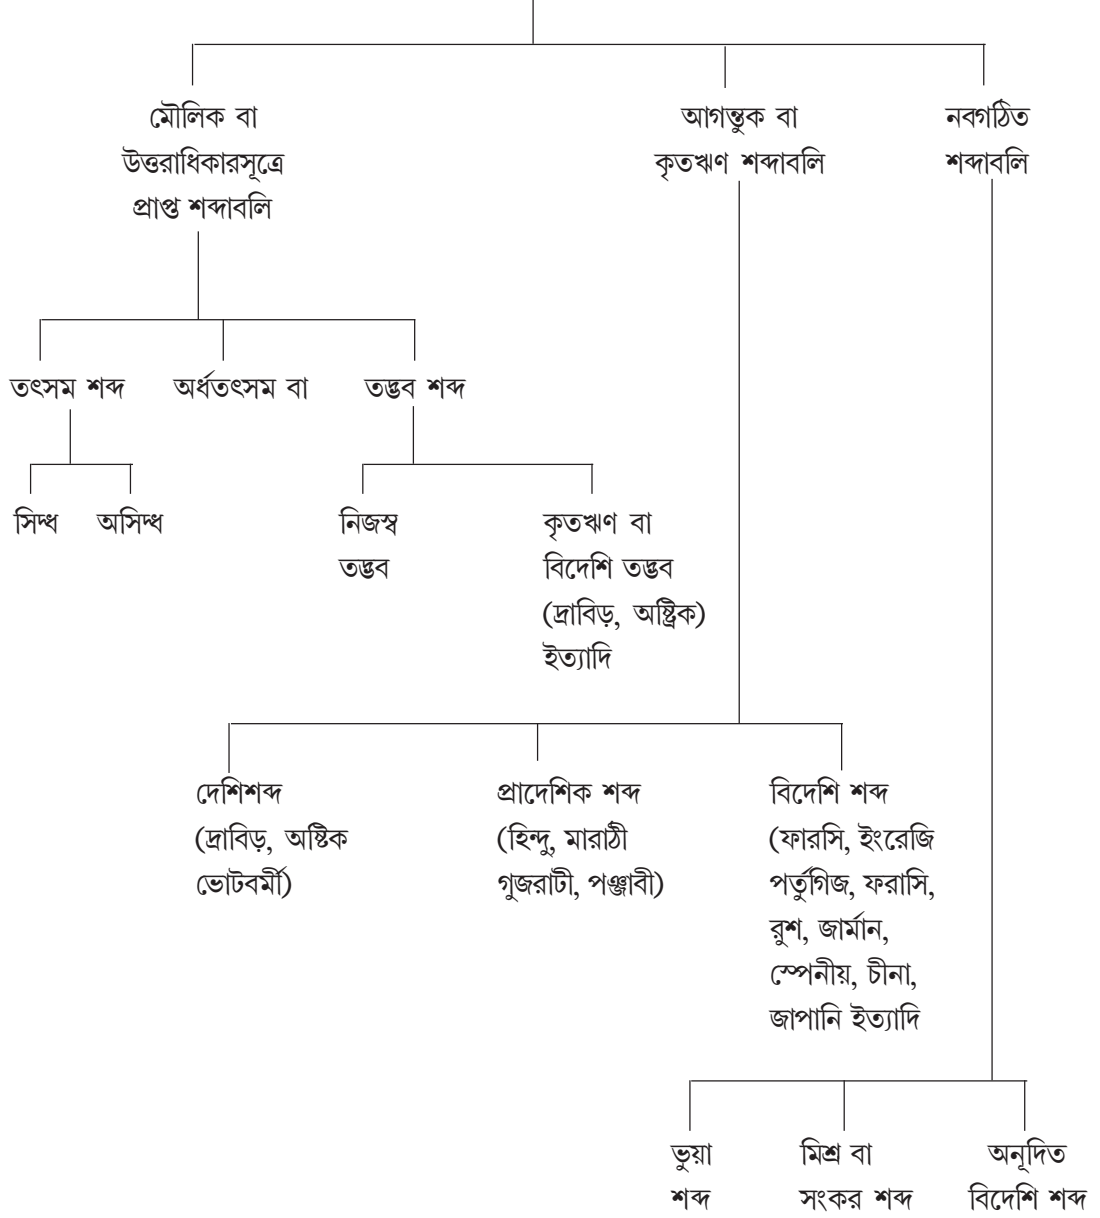 মৌলিক বা
উত্তরাধিকারসূত্রে
প্রাপ্ত শব্দাবলি
আগন্তুক বা
কৃতঋণ শব্দাবলি
নবগঠিত
শব্দাবলি
তৎসম শব্দ
অর্ধতৎসম বা
তদ্ভব শব্দ
সিদ্ধ
অসিদ্ধ
নিজস্ব
তদ্ভব
কৃতঋণ বা
বিদেশি তদ্ভব
(দ্রাবিড়, অষ্ট্রিক)
ইত্যাদি
দেশিশব্দ
(দ্রাবিড়, অষ্টিক
ভোটবর্মী)
প্রাদেশিক শব্দ
(হিন্দু, মারাঠী
গুজরাটী, পঞ্জাবী)
বিদেশি শব্দ
(ফারসি, ইংরেজি
পর্তুগিজ, ফরাসি,
রুশ, জার্মান,
স্পেনীয়, চীনা,
জাপানি ইত্যাদি
ভুয়া
শব্দ
মিশ্র বা
সংকর শব্দ
অনূদিত
বিদেশি শব্দ